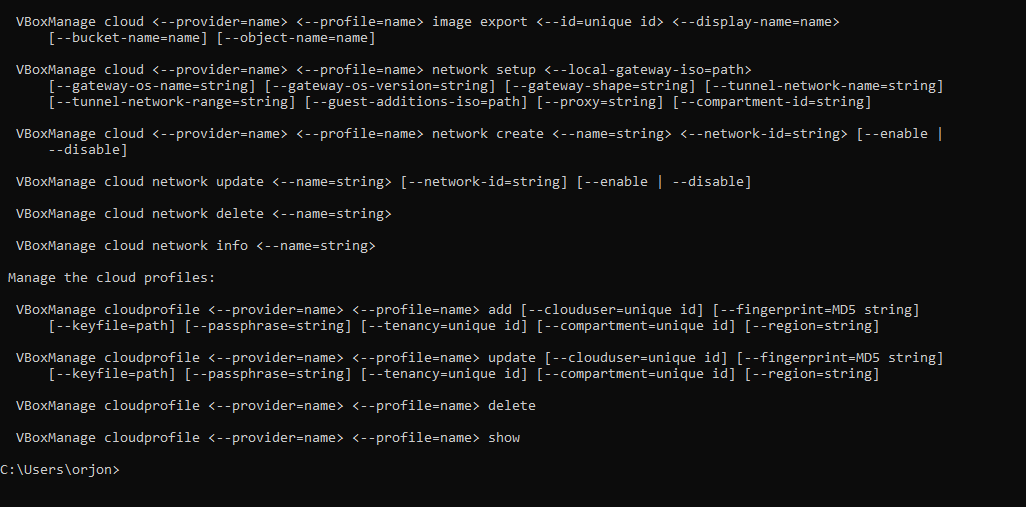 VBoxManage cloud <--provider=name> <--profile=name> image export <--id=unique id> <--display-name=name>
[--bucket-name=name] [--object-name=name]
VBoxManage cloud <--provider=name> <--profile=name> network setup <--local-gateway-iso=path>
[--gateway-os-name=string] [--gateway-os-version=string] [--gateway-shape=string] [--tunnel-network-name=string]
[--tunnel-network-range=string] [--guest-additions-iso=path] [--proxy=string] [--compartment-id=string]
VBoxManage cloud <--provider=name> <--profile=name> network create <--name=string> <--network-id=string> [--enable |
--disable]
VBoxManage cloud network update <--name=string> [--network-id=string] [--enable | --disable]
VBoxManage cloud network delete <--name=string>
VBoxManage cloud network info <--name=string>
Manage the cloud profiles:
VBoxManage cloudprofile <--provider=name> <--profile=name> add [--clouduser=unique id] [--fingerprint=MD5 string]
[--keyfile=path] [--passphrase=string] [--tenancy=unique id] [--compartment=unique id] [--region=string]
VBoxManage cloudprofile <--provider=name> <--profile=name> update [--clouduser=unique id] [--fingerprint=MD5 string]
[--keyfile=path] [--passphrase=string] [--tenancy=unique id] [--compartment=unique id] [--region=string]
VBoxManage cloudprofile <--provider=name> <--profile=name> delete
VBoxManage cloudprofile <--provider=name> <--profile=name> show
C:\Users\orjon>